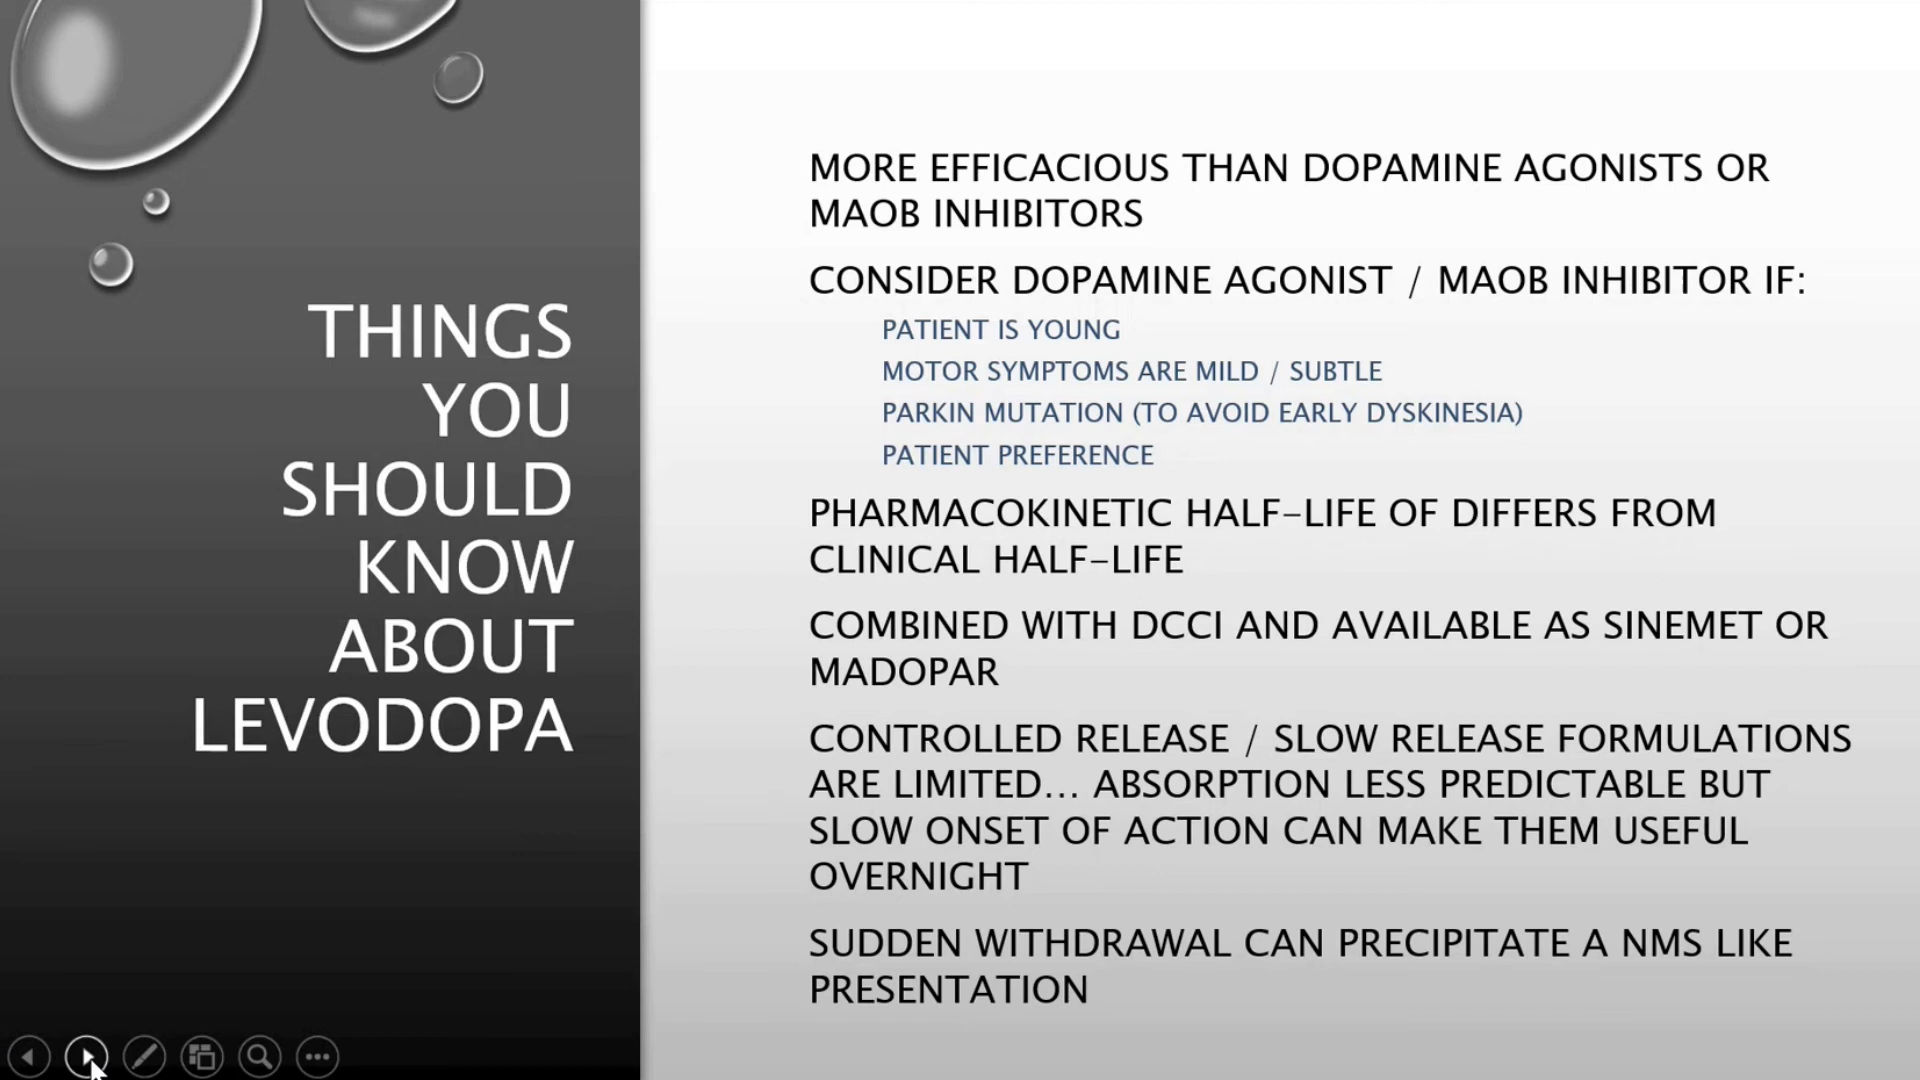 THINGS
YOU
SHOULD
KNOW
ABOUT
LEVODOPA
MORE EFFICACIOUS THAN DOPAMINE AGONISTS OR
MAOB INHIBITORS
CONSIDER DOPAMINE AGONIST / MAOB INHIBITOR IF:
PATIENT IS YOUNG
MOTOR SYMPTOMS ARE MILD / SUBTLE
PARKIN MUTATION (TO AVOID EARLY DYSKINESIA)
PATIENT PREFERENCE
PHARMACOKINETIC HALF-LIFE OF DIFFERS FROM
CLINICAL HALF-LIFE
COMBINED WITH DCCI AND AVAILABLE AS SINEMET OR
MADOPAR
CONTROLLED RELEASE / SLOW RELEASE FORMULATIONS
ARE LIMITED... ABSORPTION LESS PREDICTABLE BUT
SLOW ONSET OF ACTION CAN MAKE THEM USEFUL
OVERNIGHT
SUDDEN WITHDRAWAL CAN PRECIPITATE A NMS LIKE
PRESENTATION